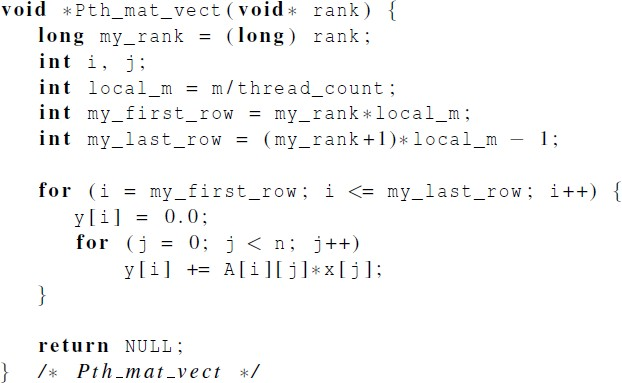 void *Pth_mat_vect(void* rank) {
   long my_rank = (long) rank;
   int i, j;
   int local_m = m/thread_count;
   int my_first_row = my_rank*local_m;
   int my_last_row = (my_rank+1)*local_m - 1;

   for (i = my_first_row; i <= my_last_row; i++) {
      y[i] = 0.0;
      for (j = 0; j < n; j++)
          y[i] += A[i][j]*x[j];
   }

   return NULL;
}  /* Pth_mat_vect */